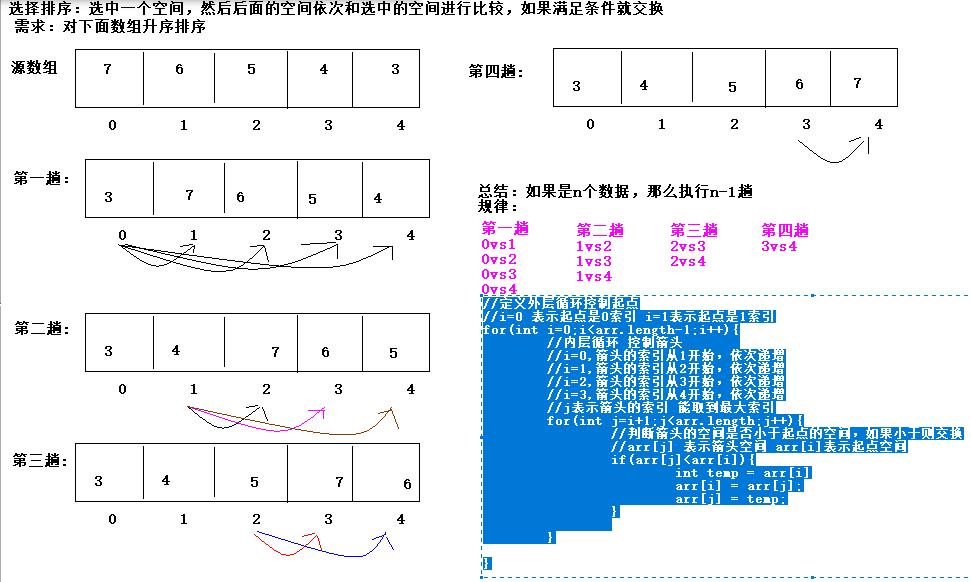 选择排序：选中一个空间，然后后面的空间依次和选中的空间进行比较，如果满足条件就交换
需求：对下面数组升序排序
源数组 7 6 5 4 3
0 1 2 3 4
第一趟： 3 7 6 5 4
0 1 2 3 4
第二趟： 3 4 7 6 5
0 1 2 3 4
第三趟： 3 4 5 7 6
0 1 2 3 4
第四趟： 3 4 5 6 7
0 1 2 3 4
总结：如果是n个数据，那么执行n-1趟
规律：
第一趟 第二趟 第三趟 第四趟
0vs1 1vs2 2vs3 3vs4
0vs2 1vs3 2vs4
0vs3 1vs4
0vs4
//定义外层循环控制起点
//i=0 表示起点是0索引 i=1表示起点是1索引
for(int i=0;i<arr.length-1;i++){
//内层循环 控制箭头
//i=0,箭头的索引从1开始，依次递增
//i=1,箭头的索引从2开始，依次递增
//i=2,箭头的索引从3开始，依次递增
//i=3,箭头的索引从4开始，依次递增
//j表示箭头的索引 能取到最大索引
for(int j=i+1;j<arr.length;j++){
//判断箭头的空间是否小于起点的空间，如果小于则交换
//arr[j] 表示箭头空间 arr[i]表示起点空间
if(arr[j]<arr[i]){
int temp = arr[i]
arr[i] = arr[j];
arr[j] = temp;
}
}
}